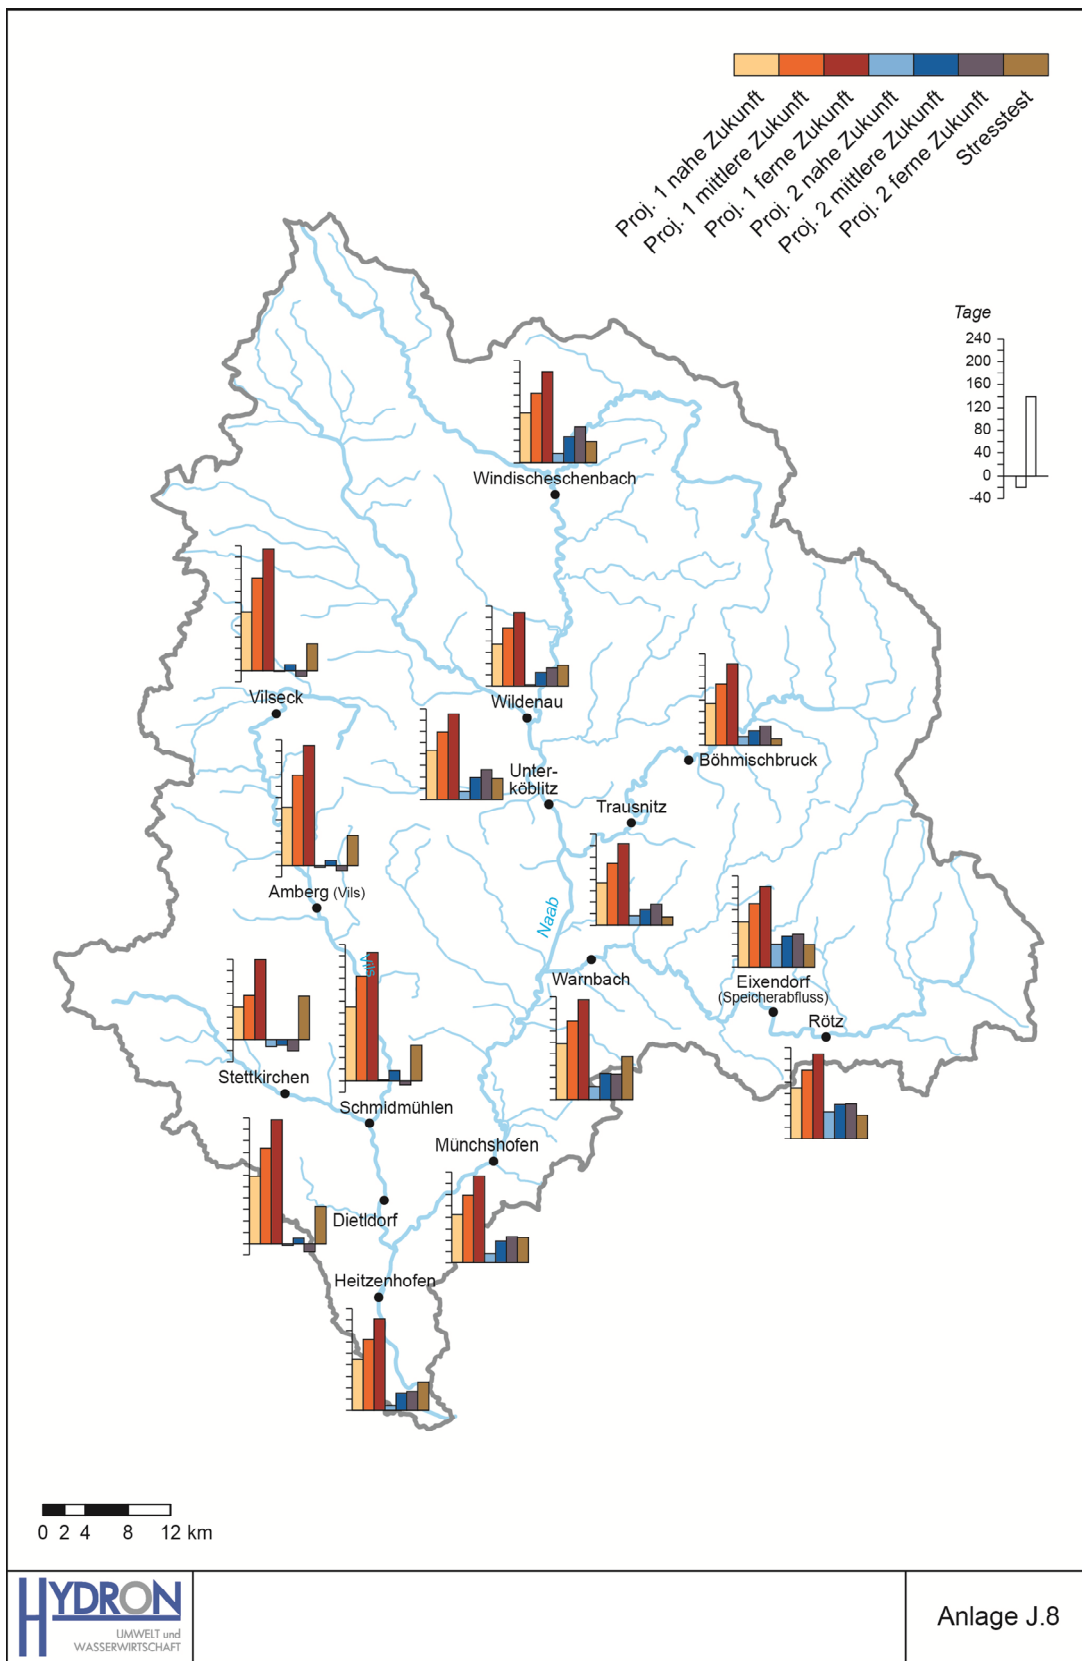 Proj. 1 nahe Zukunft
Proj. 1 mittlere Zukunft
Proj. 1 ferne Zukunft
Proj. 2 nahe Zukunft
Proj. 2 mittlere Zukunft
Proj. 2 ferne Zukunft
Stresstest
Tage
240
200
160
120
80
40
0
-40
Windischeschenbach
Vilseck
Wildenau
Böhmischbruck
Unter-
köblitz
Trausnitz
Amberg (Vils)
Naab
Vils
Warnbach
Eixendorf
(Speicherabfluss)
Rötz
Stettkirchen
Schmidmühlen
Münchshofen
Dietldorf
Heitzenhofen
0 2 4 8 12 km
HYDRON
UMWELT und
WASSERWIRTSCHAFT
Anlage J.8